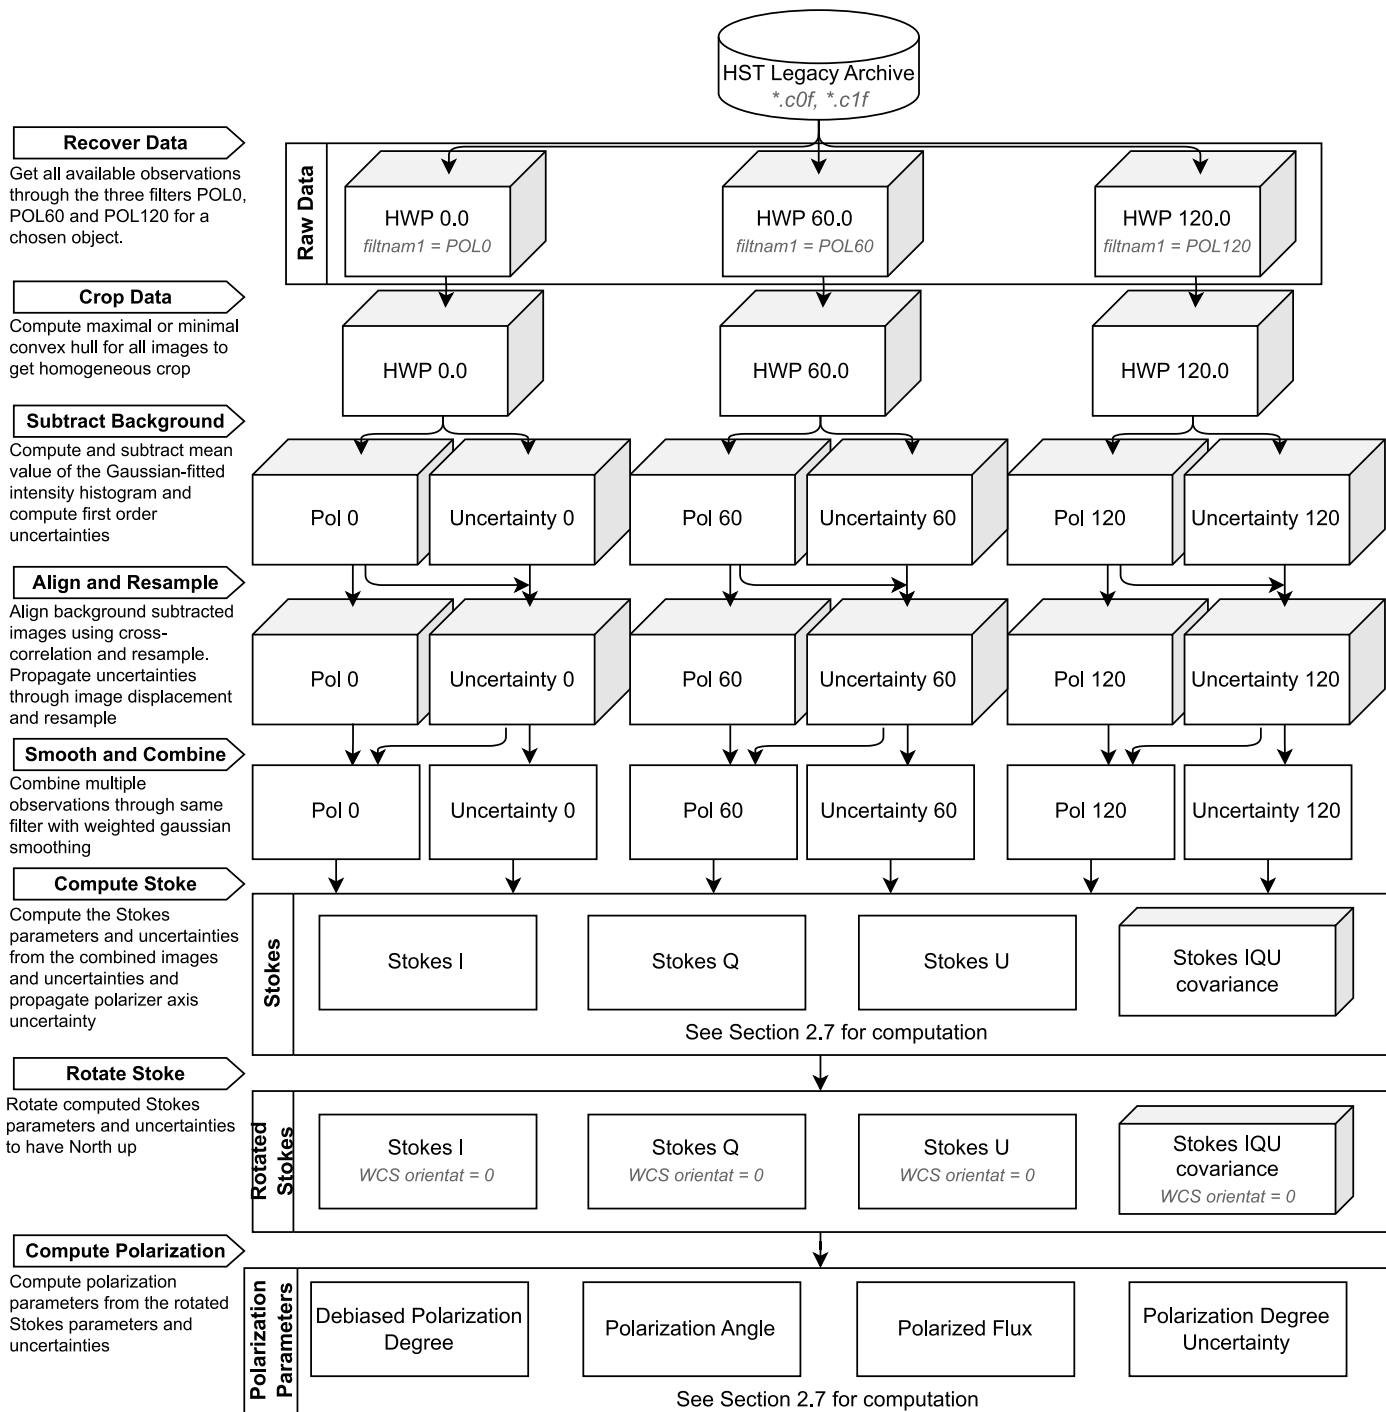 HST Legacy Archive
*.c0f, *.c1f
Recover Data
Get all available observations
through the three filters POL0,
POL60 and POL120 for a
chosen object.
Raw Data
HWP 0.0
filtnam1 = POL0
HWP 60.0
filtnam1 = POL60
HWP 120.0
filtnam1 = POL120
Crop Data
Compute maximal or minimal
convex hull for all images to
get homogeneous crop
HWP 0.0
HWP 60.0
HWP 120.0
Subtract Background
Compute and subtract mean
value of the Gaussian-fitted
intensity histogram and
compute first order
uncertainties
Pol 0
Uncertainty 0
Pol 60
Uncertainty 60
Pol 120
Uncertainty 120
Align and Resample
Align background subtracted
images using cross-
correlation and resample.
Propagate uncertainties
through image displacement
and resample
Pol 0
Uncertainty 0
Pol 60
Uncertainty 60
Pol 120
Uncertainty 120
Smooth and Combine
Combine multiple
observations through same
filter with weighted gaussian
smoothing
Pol 0
Uncertainty 0
Pol 60
Uncertainty 60
Pol 120
Uncertainty 120
Compute Stoke
Compute the Stokes
parameters and uncertainties
from the combined images
and uncertainties and
propagate polarizer axis
uncertainty
Stokes
Stokes I
Stokes Q
Stokes U
Stokes IQU
covariance
See Section 2.7 for computation
Rotate Stoke
Rotate computed Stokes
parameters and uncertainties
to have North up
Rotated
Stokes
Stokes I
WCS orientat = 0
Stokes Q
WCS orientat = 0
Stokes U
WCS orientat = 0
Stokes IQU
covariance
WCS orientat = 0
Compute Polarization
Compute polarization
parameters from the rotated
Stokes parameters and
uncertainties
Polarization
Parameters
Debiased Polarization
Degree
Polarization Angle
Polarized Flux
Polarization Degree
Uncertainty
See Section 2.7 for computation